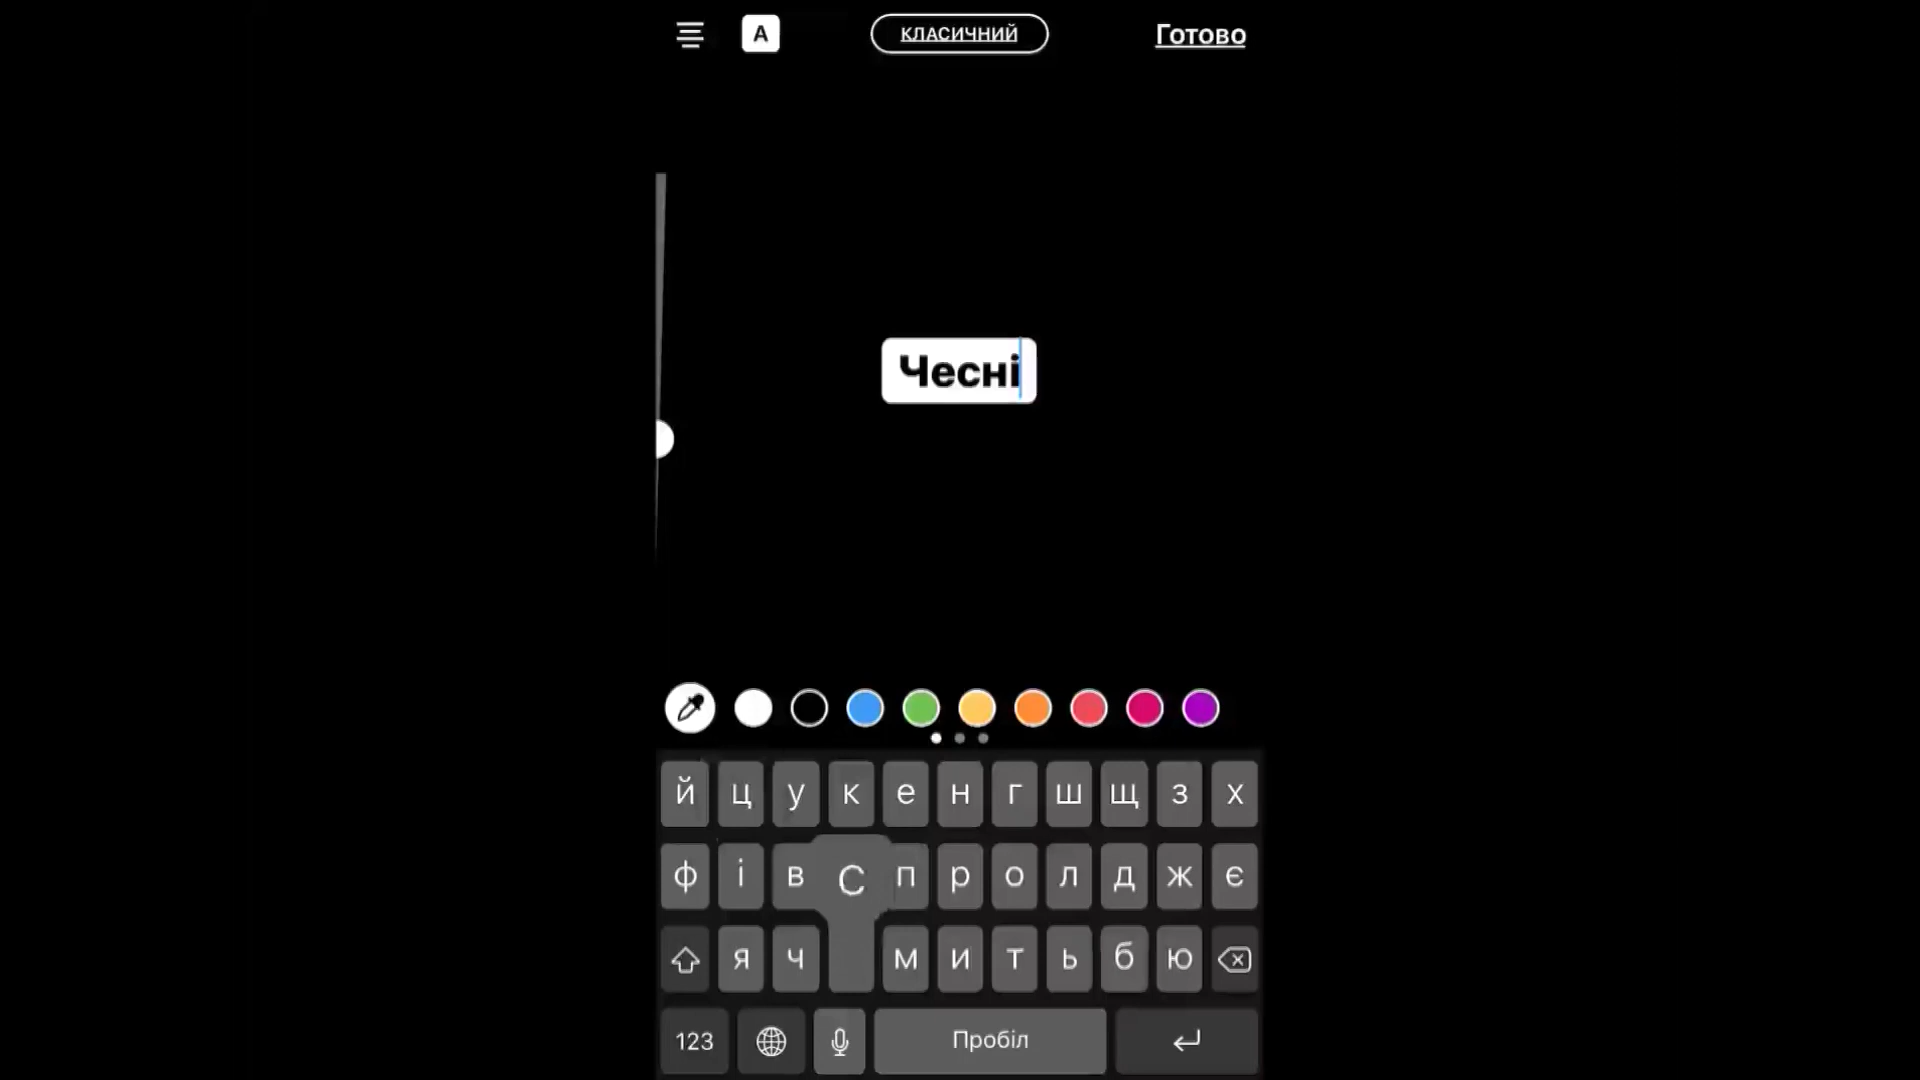 A КЛАСИЧНИЙ Готово
Чесні
й ц у к е н г ш щ з х
ф і в с п р о л д ж є
я ч м и т ь б ю
123 Пробіл